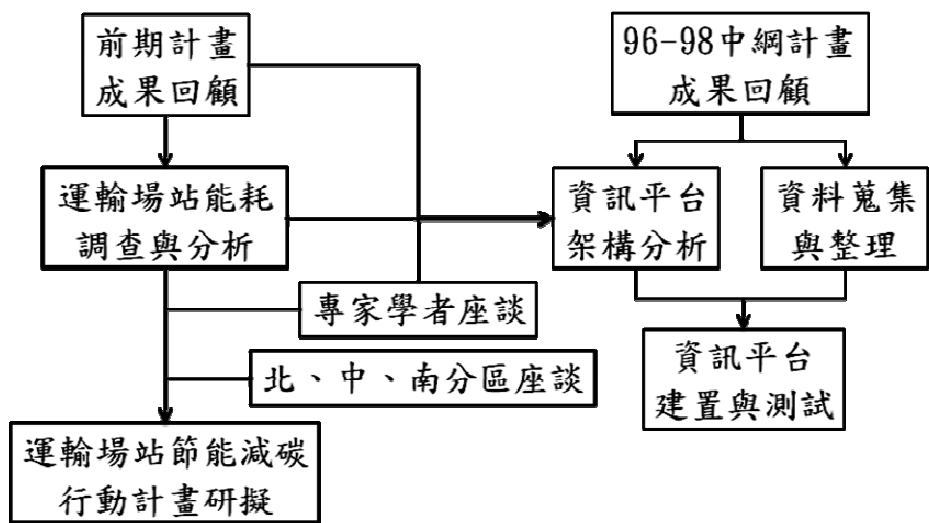 前期計畫
成果回顧
96-98中綱計畫
成果回顧
運輸場站能耗
調查與分析
資訊平台
架構分析
資料蒐集
與整理
專家學者座談
北、中、南分區座談
資訊平台
建置與測試
運輸場站節能減碳
行動計畫研擬